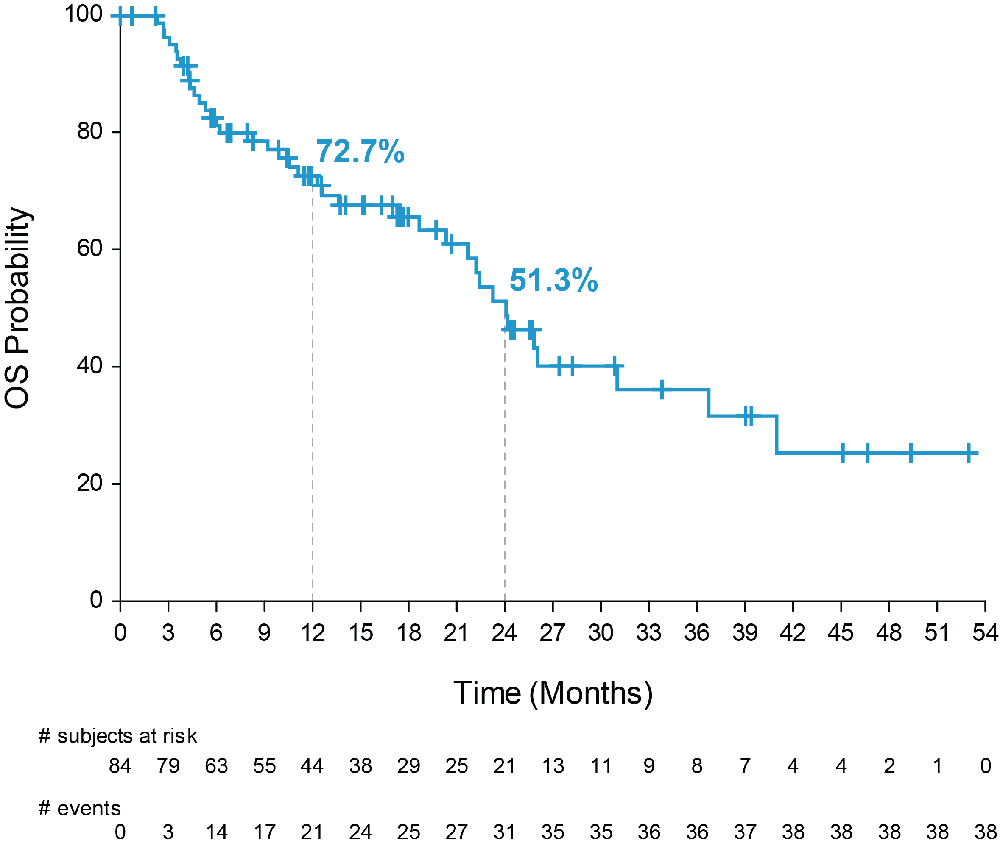 100
80
72.7%
60
51.3%
40
20
0
OS Probability
0 3 6 9 12 15 18 21 24 27 30 33 36 39 42 45 48 51 54
Time (Months)
# subjects at risk
84 79 63 55 44 38 29 25 21 13 11 9 8 7 4 4 2 1 0
# events
0 3 14 17 21 24 25 27 31 35 35 36 36 37 38 38 38 38 38